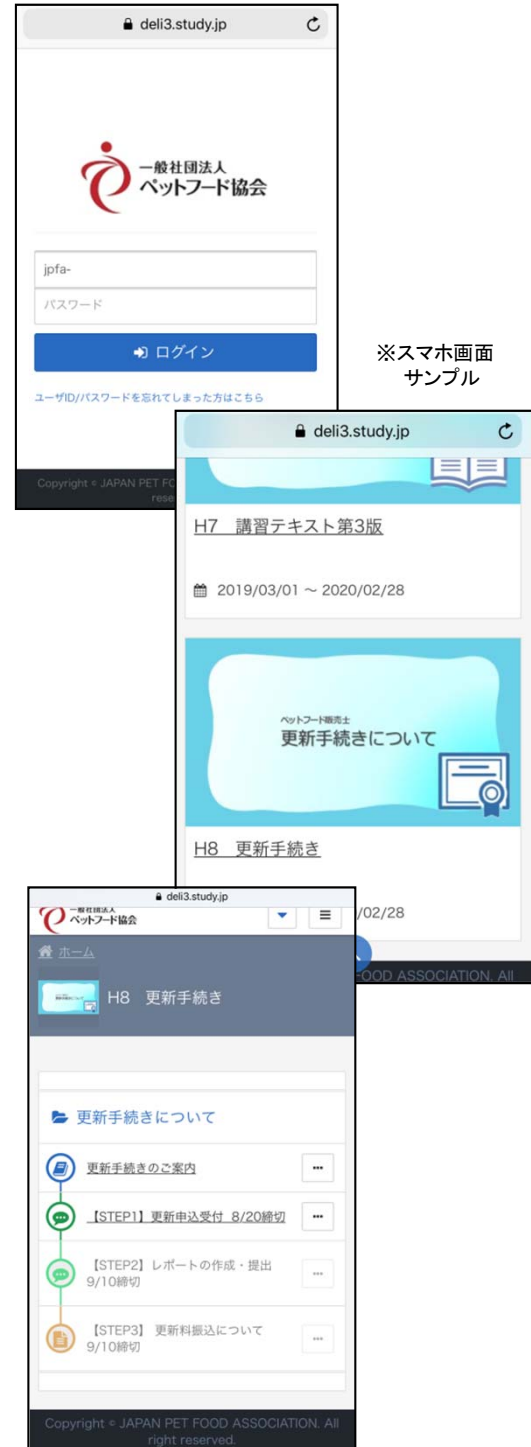 deli3.study.jp
一般社団法人
ペットフード協会
jpfa-
パスワード
ログイン
ユーザID/パスワードを忘れてしまった方はこちら
Copyright © JAPAN PET FO
rese
※スマホ画面
サンプル
deli3.study.jp
H7　講習テキスト第3版
2019/03/01 ~ 2020/02/28
ペットフード販売士
更新手続きについて
H8　更新手続き
/02/28
FOOD ASSOCIATION. All
deli3.study.jp
一般社団法人
ペットフード協会
ホーム
H8　更新手続き
更新手続きについて
更新手続きのご案内
【STEP1】更新申込受付 8/20締切
【STEP2】レポートの作成・提出
9/10締切
【STEP3】 更新料振込について
9/10締切
Copyright © JAPAN PET FOOD ASSOCIATION. All
right reserved.